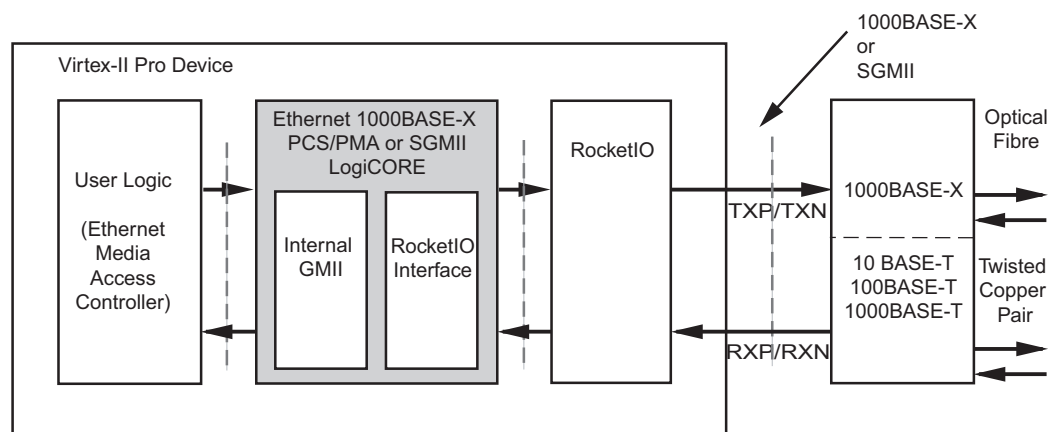 1000BASE-X
or
SGMII
Virtex-II Pro Device
User Logic
(Ethernet
Media
Access
Controller)
Ethernet 1000BASE-X
PCS/PMA or SGMII
LogiCORE
Internal
GMII
RocketIO
Interface
RocketIO
TXP/TXN
RXP/RXN
1000BASE-X
10 BASE-T
100BASE-T
1000BASE-T
Optical
Fibre
Twisted
Copper
Pair